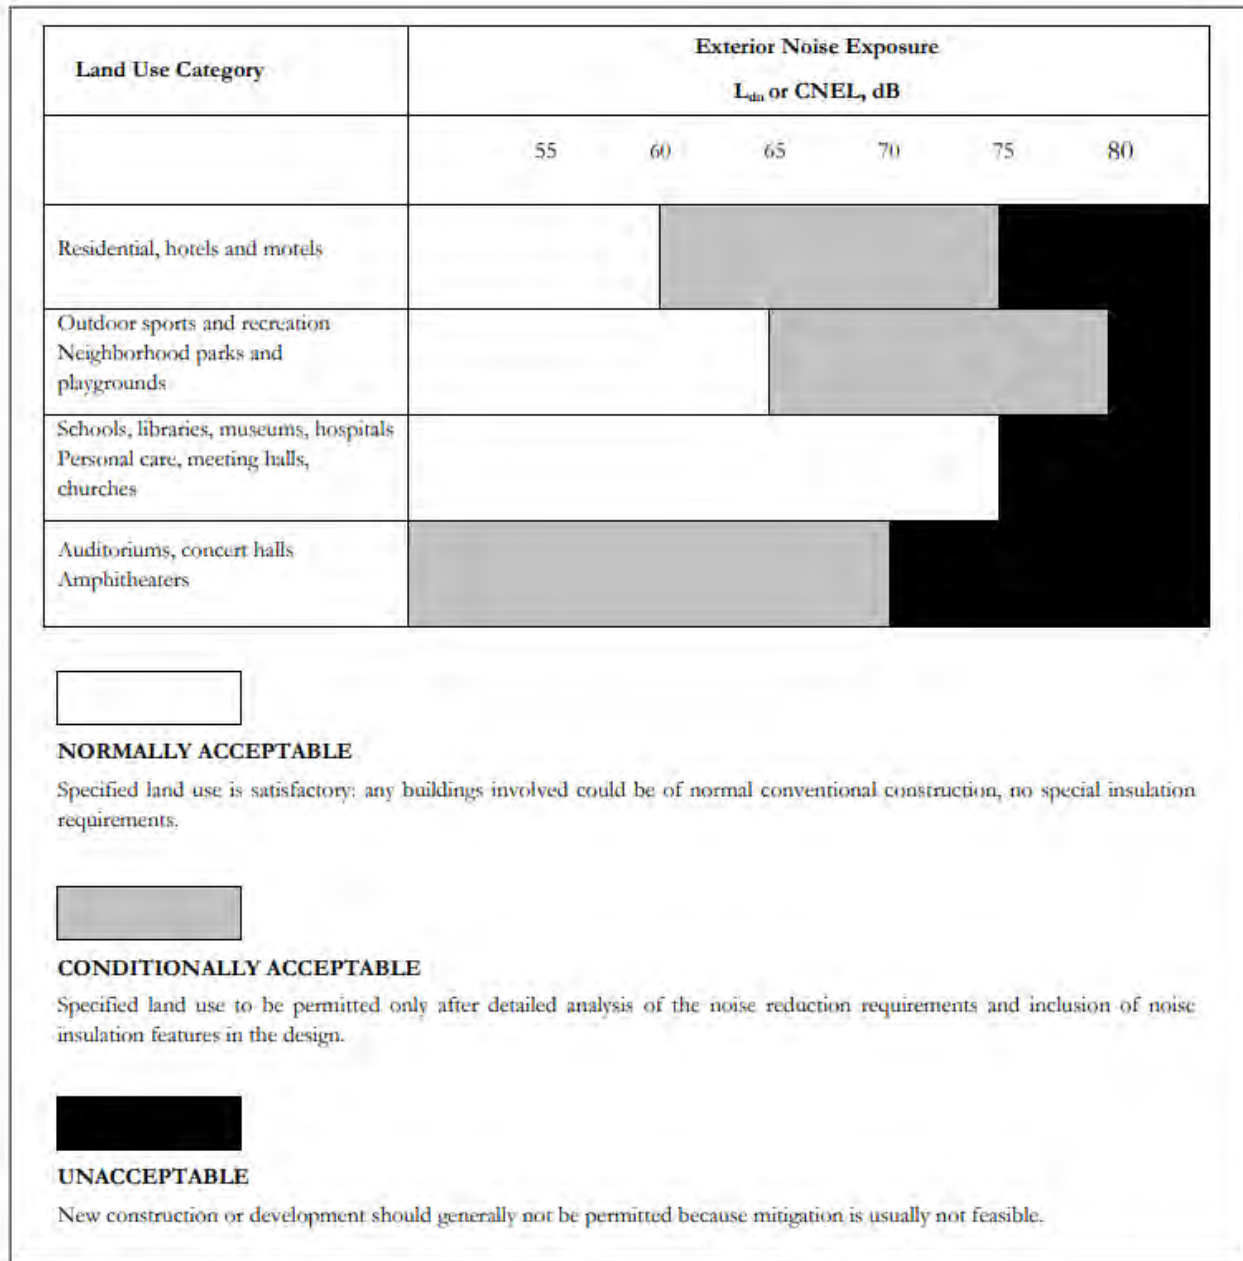 Land Use Category
Exterior Noise Exposure
Ldn or CNEL, dB
55 60 65 70 75 80
Residential, hotels and motels
Outdoor sports and recreation
Neighborhood parks and
playgrounds
Schools, libraries, museums, hospitals
Personal care, meeting halls,
churches
Auditoriums, concert halls
Amphitheaters
NORMALLY ACCEPTABLE
Specified land use is satisfactory: any buildings involved could be of normal conventional construction, no special insulation
requirements.
CONDITIONALLY ACCEPTABLE
Specified land use to be permitted only after detailed analysis of the noise reduction requirements and inclusion of noise
insulation features in the design.
UNACCEPTABLE
New construction or development should generally not be permitted because mitigation is usually not feasible.